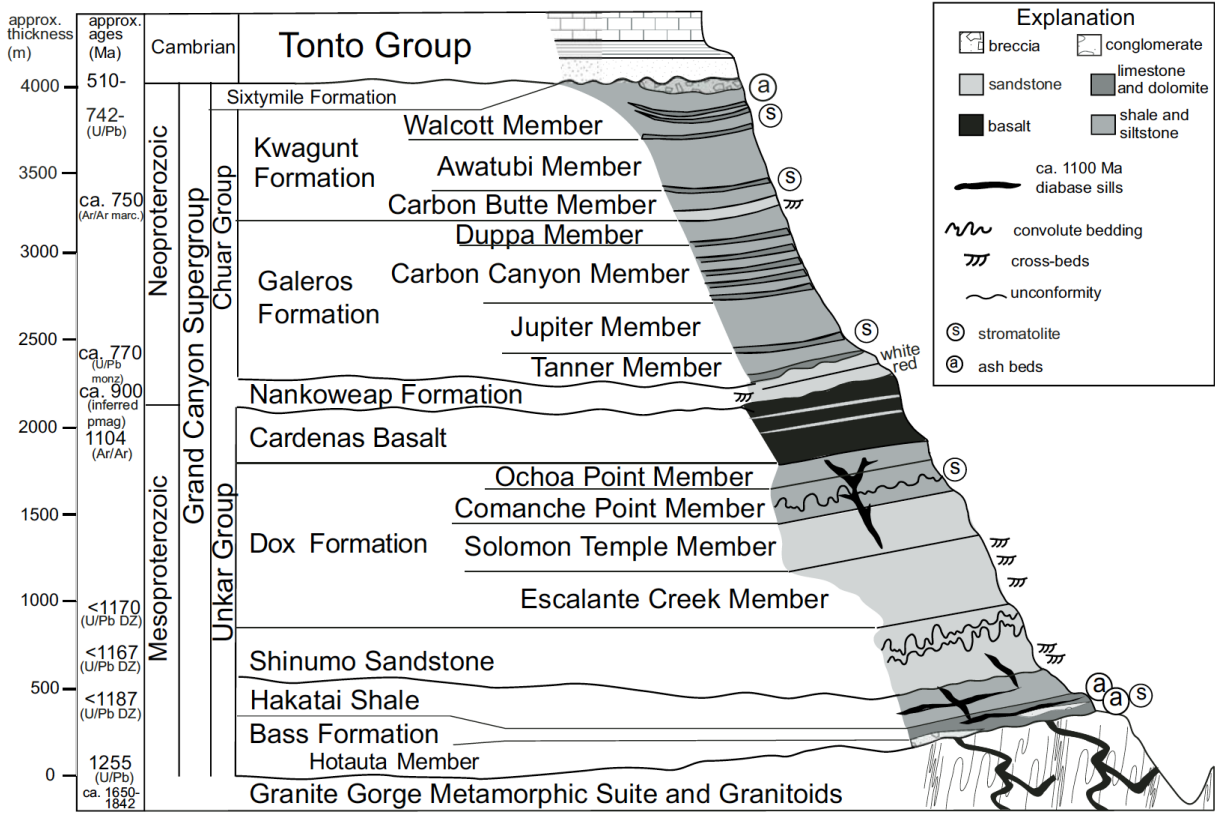 approx.
thickness
(m)
approx.
ages
(Ma)
Cambrian
Tonto Group
4000
510-
Sixtymile Formation
742-
(U/Pb)
Walcott Member
Kwagunt
Formation
Awatubi Member
3500
ca. 750
(Ar/Ar marc.)
Carbon Butte Member
Duppa Member
3000
Galeros
Formation
Carbon Canyon Member
Jupiter Member
2500
ca. 770
(U/Pb
monz)
Tanner Member
ca. 900
(inferred
pmag)
Nankoweap Formation
white
red
2000
1104
(Ar/Ar)
Cardenas Basalt
Neoproterozoic
Mesoproterozoic
Grand Canyon Supergroup
Chuar Group
Unkar Group
Ochoa Point Member
Comanche Point Member
1500
Dox Formation
Solomon Temple Member
Escalante Creek Member
1000
<1170
(U/Pb DZ)
<1167
(U/Pb DZ)
Shinumo Sandstone
500
<1187
(U/Pb DZ)
Hakatai Shale
Bass Formation
Hotauta Member
1255
(U/Pb)
0
ca. 1650-
1842
Granite Gorge Metamorphic Suite and Granitoids
a
s
s
s
s
a
a
s
Explanation
breccia
conglomerate
sandstone
limestone
and dolomite
basalt
shale and
siltstone
ca. 1100 Ma
diabase sills
convolute bedding
cross-beds
unconformity
s stromatolite
a ash beds